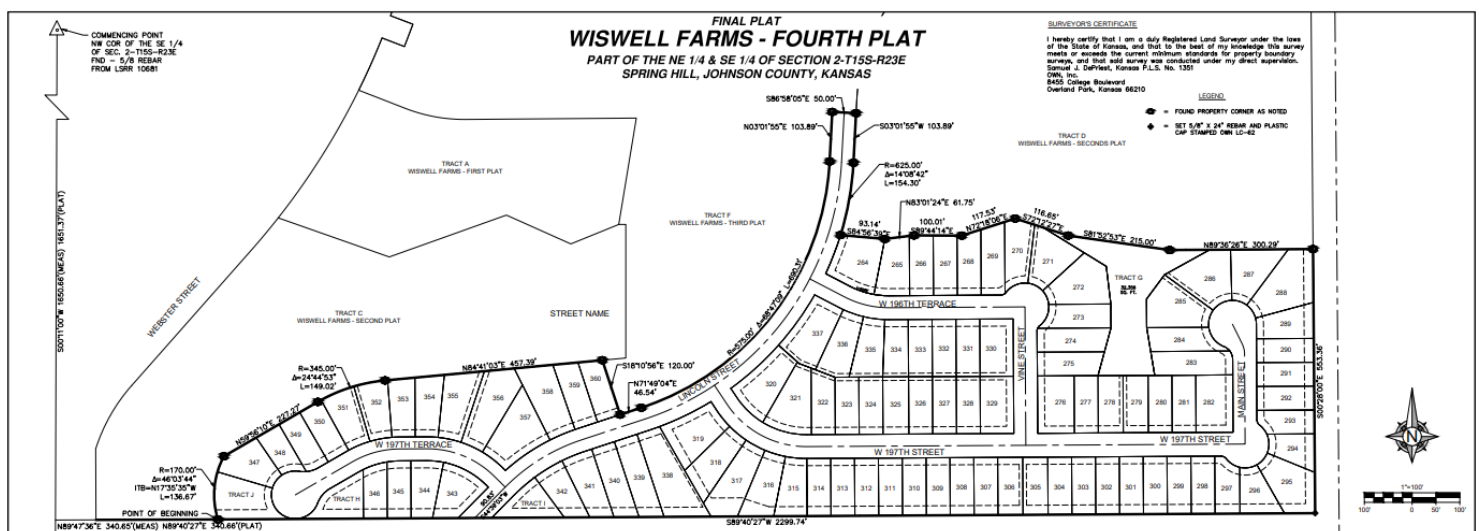 FINAL PLAT
WISWELL FARMS - FOURTH PLAT
PART OF THE NE 1/4 & SE 1/4 OF SECTION 2-T15S-R23E
SPRING HILL, JOHNSON COUNTY, KANSAS
COMMENCING POINT
NW COR OF THE SE 1/4
OF SEC. 2-T15S-R23E
FND - 5/8 REBAR
FROM LSRR 10681
SURVEYOR'S CERTIFICATE
I hereby certify that I am a duly Registered Land Surveyor under the laws
of the State of Kansas, and that to the best of my knowledge this survey
meets or exceeds the current minimum standards for property boundary
surveys, and that said survey was conducted under my direct supervision.
Samuel J. DePriest, Kansas P.L.S. No. 1351
OWN, Inc.
8455 College Boulevard
Overland Park, Kansas 66210
LEGEND
= FOUND PROPERTY CORNER AS NOTED
= SET 5/8" X 24" REBAR AND PLASTIC
CAP STAMPED OWN LC-62
S86°58'05"E 50.00'
N03°01'55"E 103.89'
S03°01'55"W 103.89'
TRACT D
WISWELL FARMS - SECONDS PLAT
TRACT A
WISWELL FARMS - FIRST PLAT
R=625.00'
Δ=14°08'42"
L=154.30'
N83°01'24"E 61.75'
TRACT F
WISWELL FARMS - THIRD PLAT
93.14'
S84°56'39"E
100.01'
S89°44'14"E
117.53'
N72°18'06"E
116.65'
S72°12'27"E
S81°52'53"E 215.00'
N89°36'26"E 300.29'
S00°11'00"W 1650.66'(MEAS) 1651.37'(PLAT)
WEBSTER STREET
TRACT C
WISWELL FARMS - SECOND PLAT
STREET NAME
R=575.00' Δ=68°47'09" L=690.31'
LINCOLN STREET
264
265
266
267
268
269
270
271
272
273
274
275
TRACT G
SQ. FT.
286
287
288
285
284
283
289
290
291
292
293
294
W 196TH TERRACE
VINE STREET
MAIN STREET
S00°28'00"E 553.36'
337
336
335
334
333
332
331
330
320
321
322
323
324
325
326
327
328
329
276
277
278
279
280
281
282
W 197TH STREET
W 197TH STREET
R=345.00'
Δ=24°44'53"
L=149.02'
N84°41'03"E 457.39'
S18°10'56"E 120.00'
N71°49'04"E
46.54'
N59°56'10"E 227.27'
347
348
349
350
351
352
353
354
355
356
357
358
359
360
W 197TH TERRACE
R=170.00'
Δ=46°03'44"
ITB=N17°35'35"W
L=136.67'
TRACT J
TRACT H
346
345
344
343
TRACT I
342
341
340
339
338
319
318
317
316
315
314
313
312
311
310
309
308
307
306
305
304
303
302
301
300
299
298
297
296
295
POINT OF BEGINNING
N89°47'36"E 340.65'(MEAS) N89°40'27"E 340.66'(PLAT)
S89°40'27"W 2299.74'
N
1"=100'
100'
0'
50'
100'